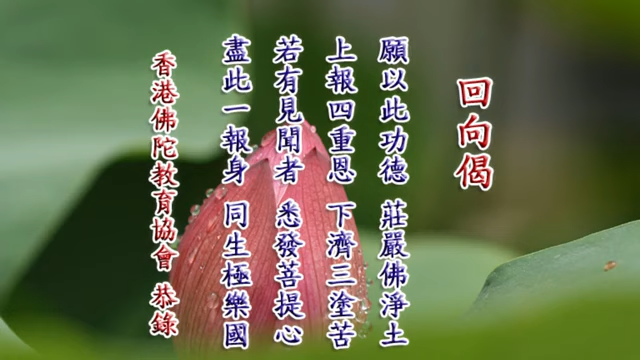 回向偈
願以此功德 莊嚴佛淨土
上報四重恩 下濟三塗苦
若有見聞者 悉發菩提心
盡此一報身 同生極樂國
香港佛陀教育協會 恭錄